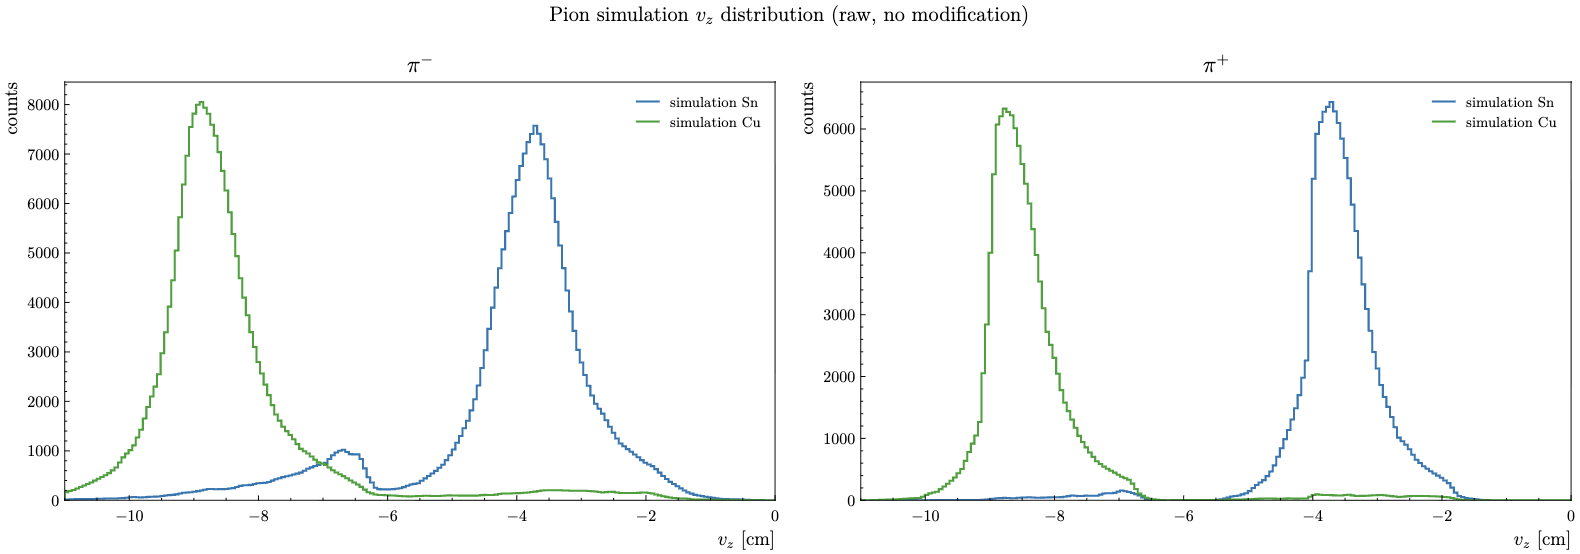 Pion simulation v_z distribution (raw, no modification)
π⁻
counts
8000
7000
6000
5000
4000
3000
2000
1000
0
simulation Sn
simulation Cu
−10
−8
−6
−4
−2
0
v_z [cm]
π⁺
counts
6000
5000
4000
3000
2000
1000
0
simulation Sn
simulation Cu
−10
−8
−6
−4
−2
0
v_z [cm]